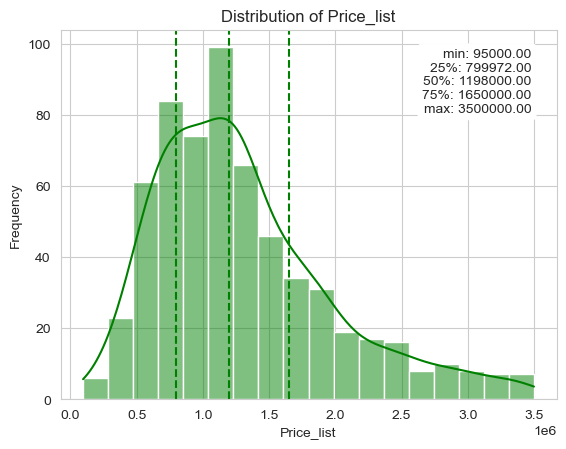 Distribution of Price_list
min: 95000.00
25%: 799972.00
50%: 1198000.00
75%: 1650000.00
max: 3500000.00
100
80
60
40
20
0
Frequency
0.0 0.5 1.0 1.5 2.0 2.5 3.0 3.5
1e6
Price_list